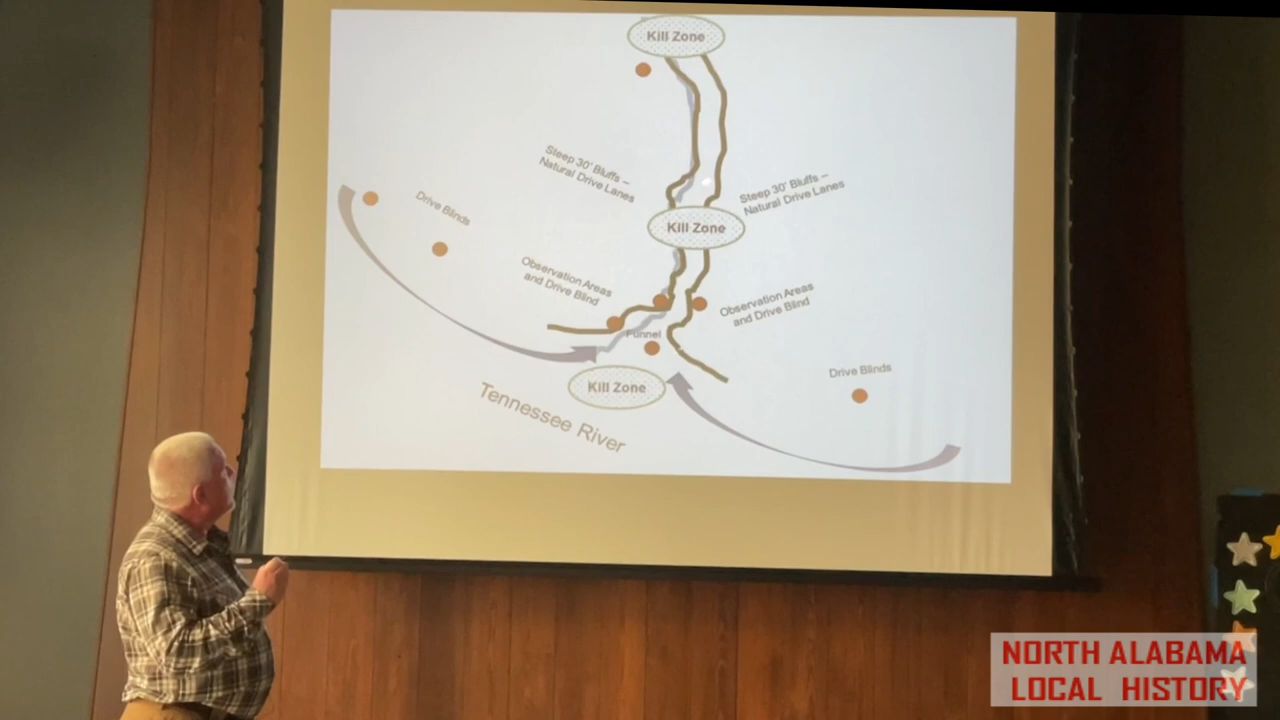 Kill Zone
Steep 30' Bluffs –
Natural Drive Lanes
Steep 30' Bluffs –
Natural Drive Lanes
Drive Blinds
Kill Zone
Observation Areas
and Drive Blind
Observation Areas
and Drive Blind
Funnel
Drive Blinds
Kill Zone
Tennessee River
NORTH ALABAMA
LOCAL HISTORY